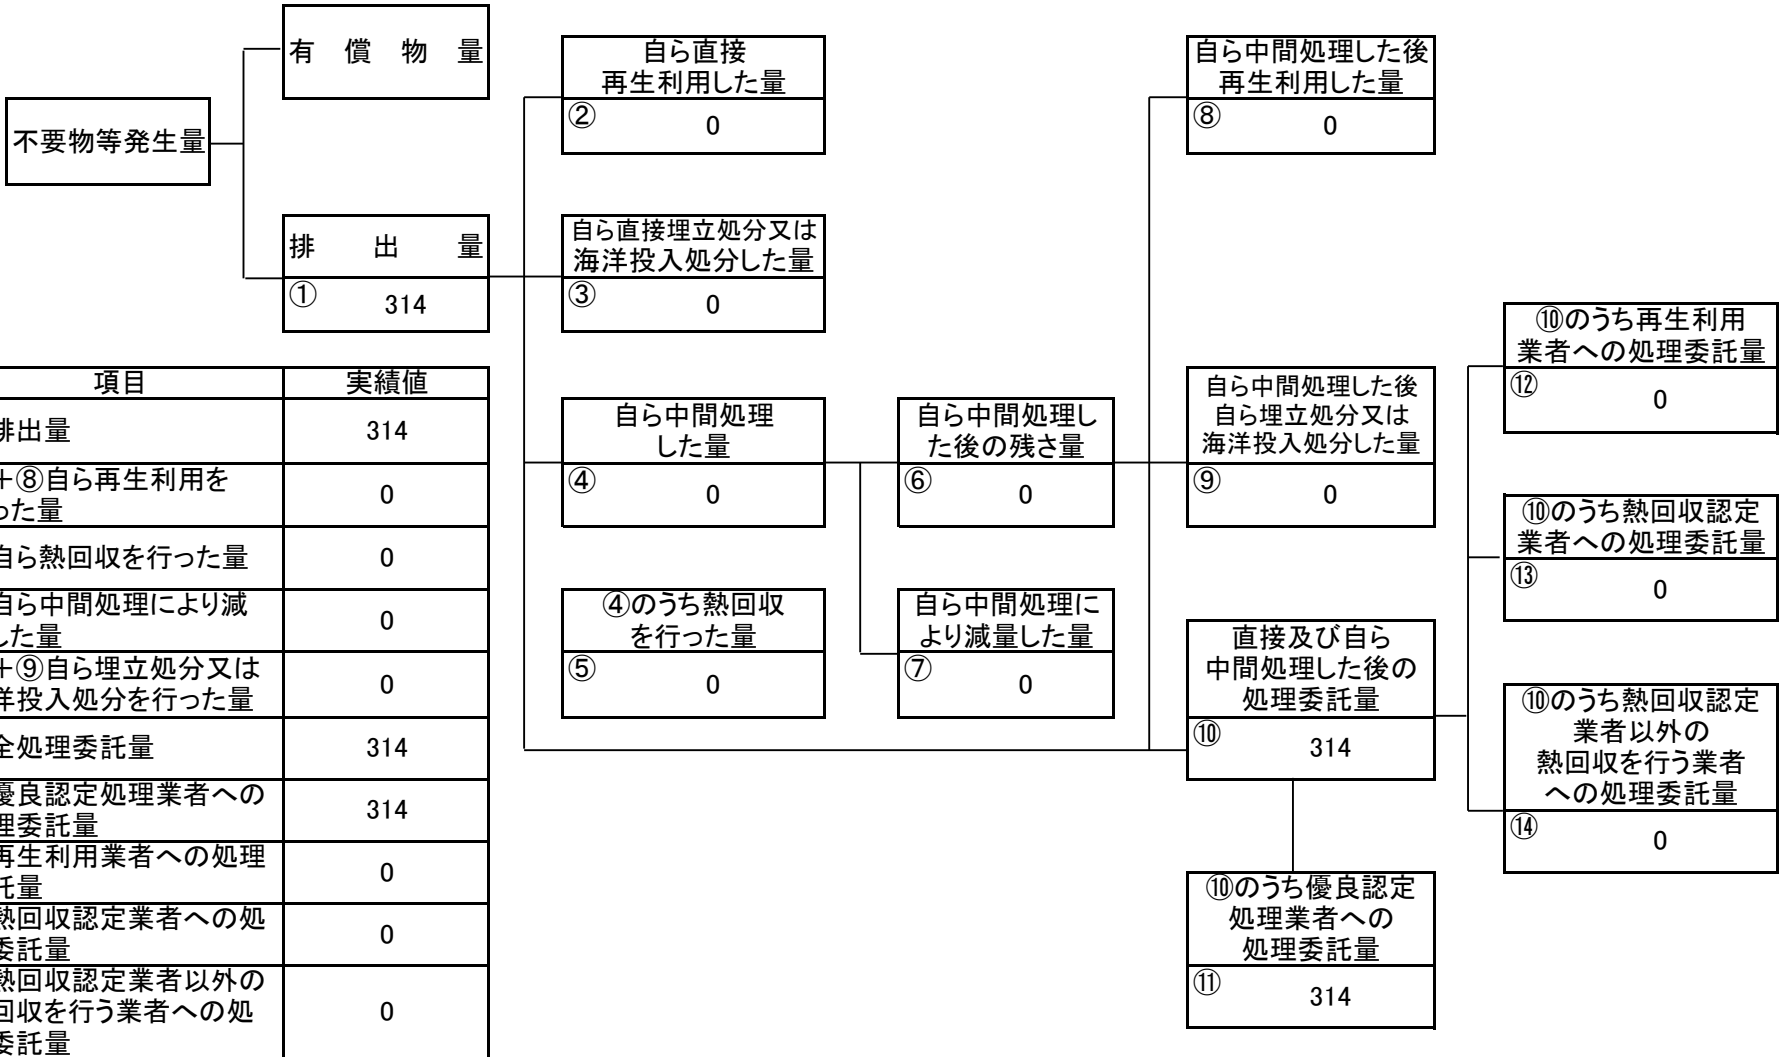 有償物量
不要物等発生量
排出量
①
314
自ら直接
再生利用した量
②
0
自ら直接埋立処分又は
海洋投入処分した量
③
0
自ら中間処理
した量
④
0
④のうち熱回収
を行った量
⑤
0
自ら中間処理し
た後の残さ量
⑥
0
自ら中間処理に
より減量した量
⑦
0
自ら中間処理した後
再生利用した量
⑧
0
自ら中間処理した後
自ら埋立処分又は
海洋投入処分した量
⑨
0
直接及び自ら
中間処理した後の
処理委託量
⑩
314
⑩のうち優良認定
処理業者への
処理委託量
⑪
314
⑩のうち再生利用
業者への処理委託量
⑫
0
⑩のうち熱回収認定
業者への処理委託量
⑬
0
⑩のうち熱回収認定
業者以外の
熱回収を行う業者
への処理委託量
⑭
0
項目 実績値
排出量
314
+⑧自ら再生利用を
った量
0
自ら熱回収を行った量
0
自ら中間処理により減
した量
0
+⑨自ら埋立処分又は
洋投入処分を行った量
0
全処理委託量
314
優良認定処理業者への
理委託量
314
再生利用業者への処理
託量
0
熱回収認定業者への処
委託量
0
熱回収認定業者以外の
回収を行う業者への処
委託量
0